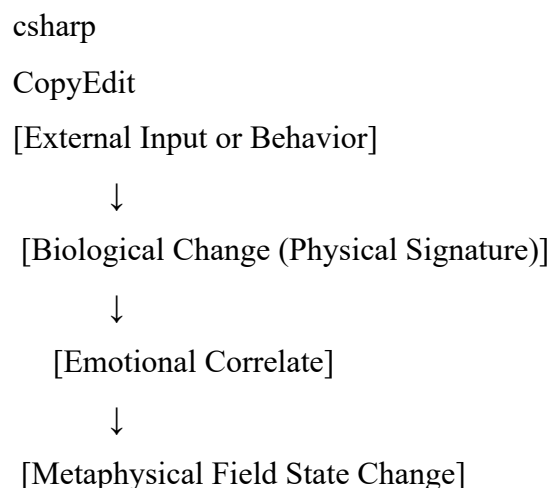 csharp
CopyEdit
[External Input or Behavior]
↓
[Biological Change (Physical Signature)]
↓
[Emotional Correlate]
↓
[Metaphysical Field State Change]